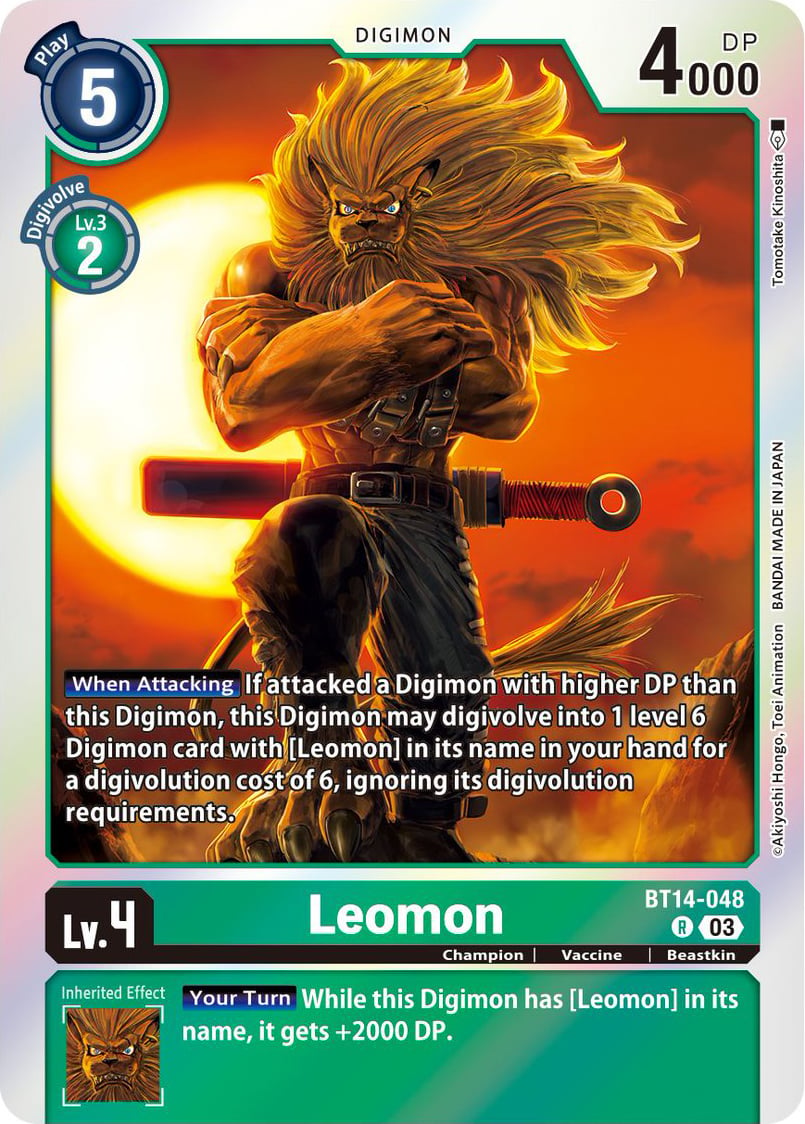 DIGIMON
Play
5
DP
4000
Digivolve
Lv.3
2
Tomotake Kinoshita
©Akiyoshi Hongo, Toei Animation BANDAI MADE IN JAPAN
When Attacking If attacked a Digimon with higher DP than
this Digimon, this Digimon may digivolve into 1 level 6
Digimon card with [Leomon] in its name in your hand for
a digivolution cost of 6, ignoring its digivolution
requirements.
Lv.4
Leomon
BT14-048
R 03
Champion | Vaccine | Beastkin
Inherited Effect
Your Turn While this Digimon has [Leomon] in its
name, it gets +2000 DP.